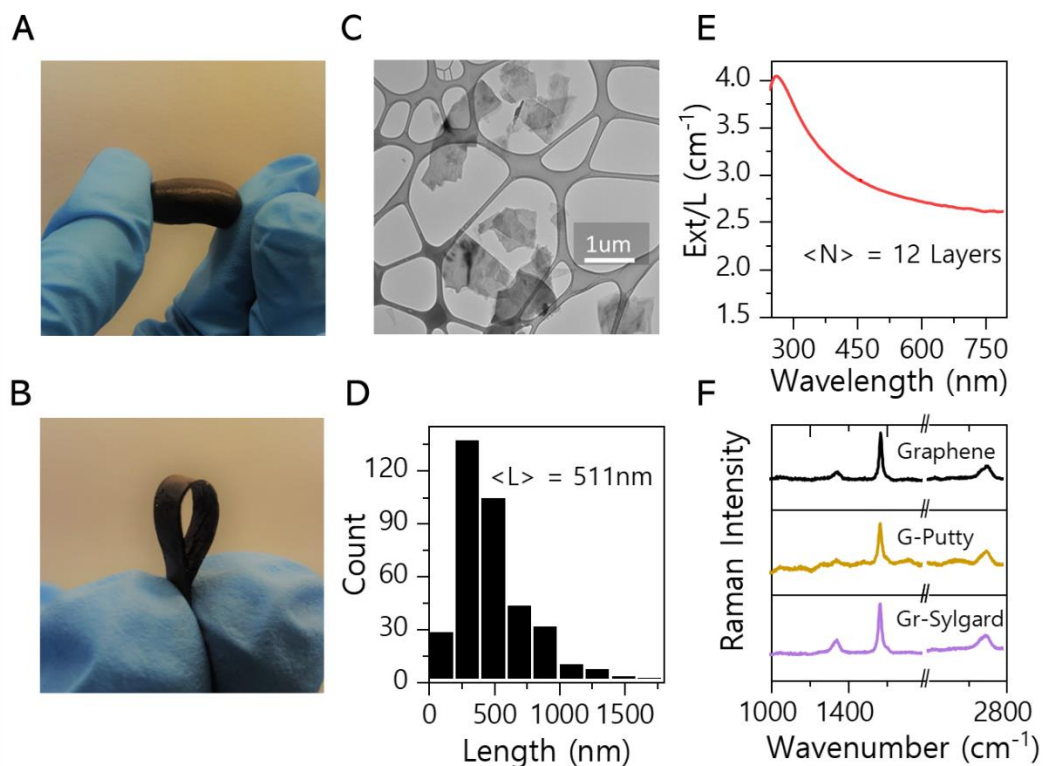 A
B
C
1um
D
<L> = 511nm
Count
120
90
60
30
0
0
500
1000
1500
Length (nm)
E
Ext/L (cm⁻¹)
4.0
3.5
3.0
2.5
2.0
1.5
<N> = 12 Layers
300
450
600
750
Wavelength (nm)
F
Raman Intensity
Graphene
G-Putty
Gr-Sylgard
1000
1400
2800
Wavenumber (cm⁻¹)